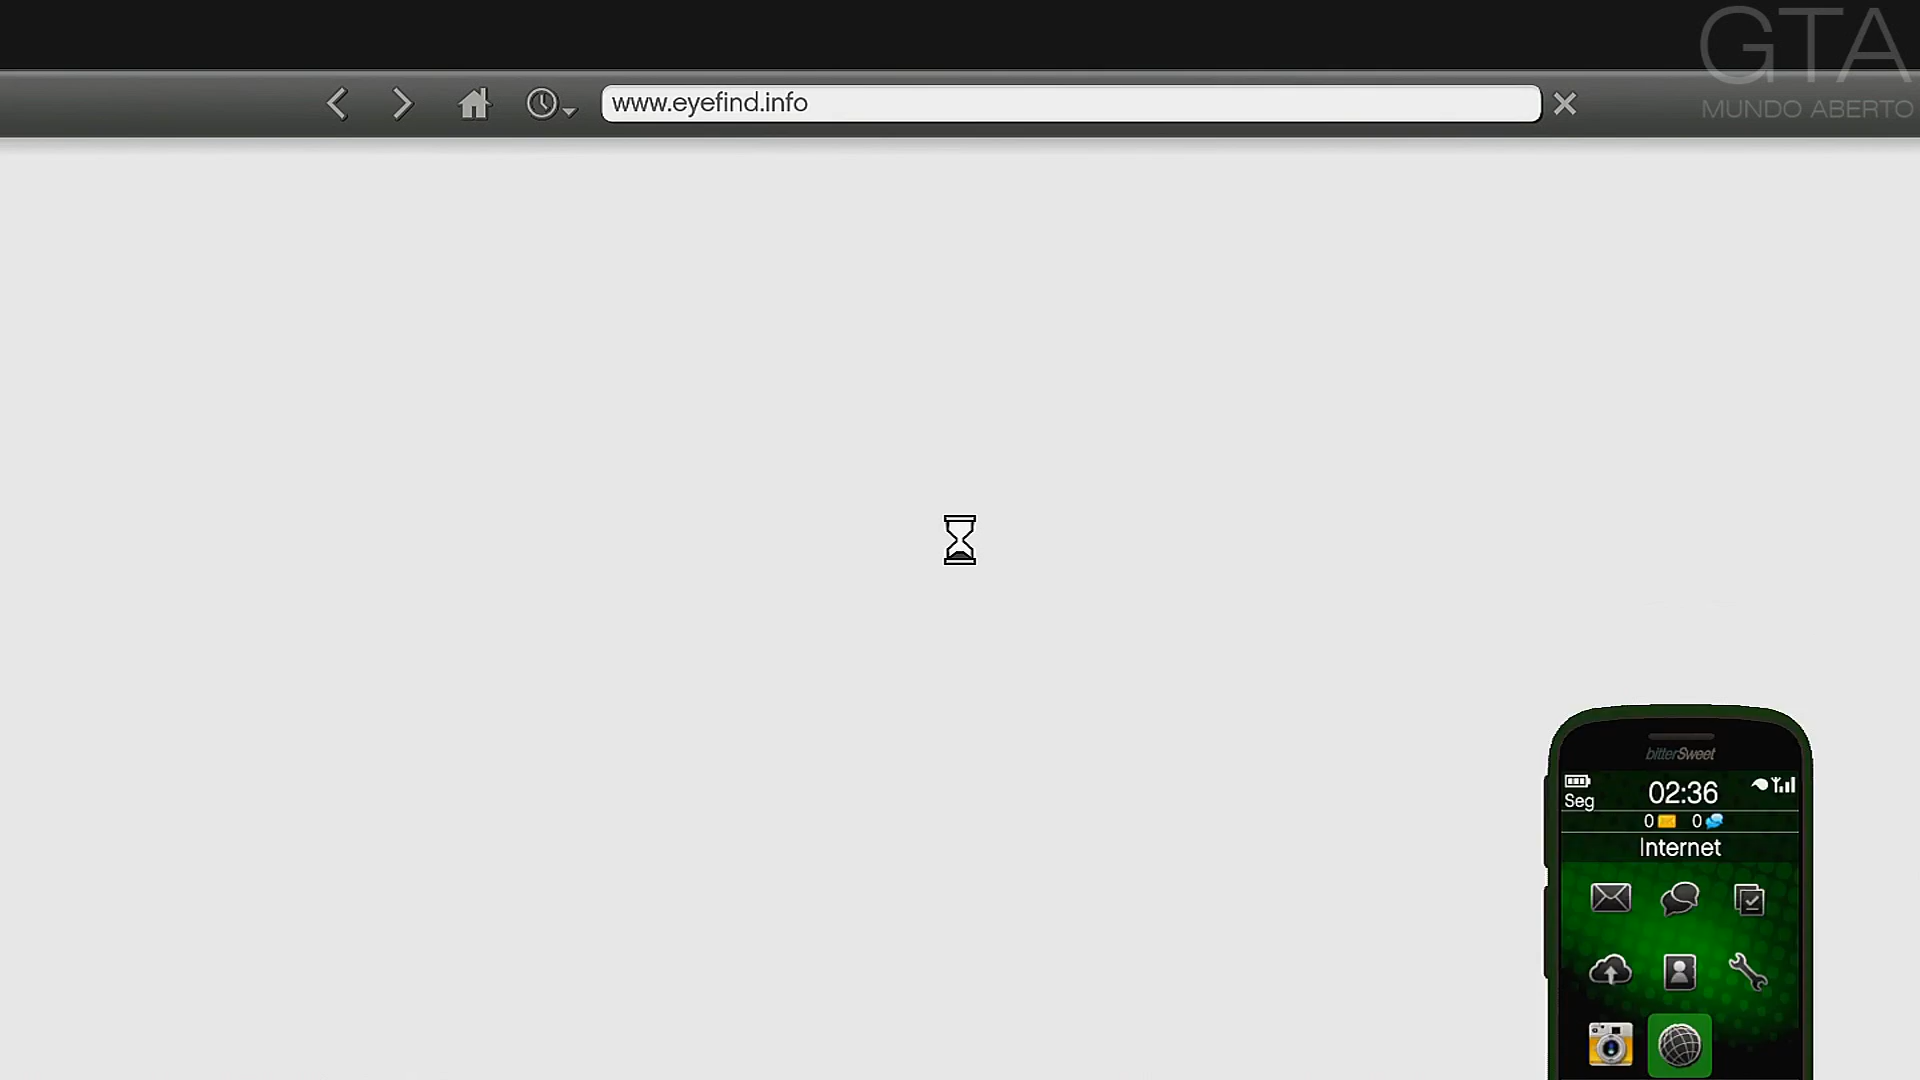 GTA
MUNDO ABERTO
www.eyefind.info
bitterSweet
Seg
02:36
0 0
Internet